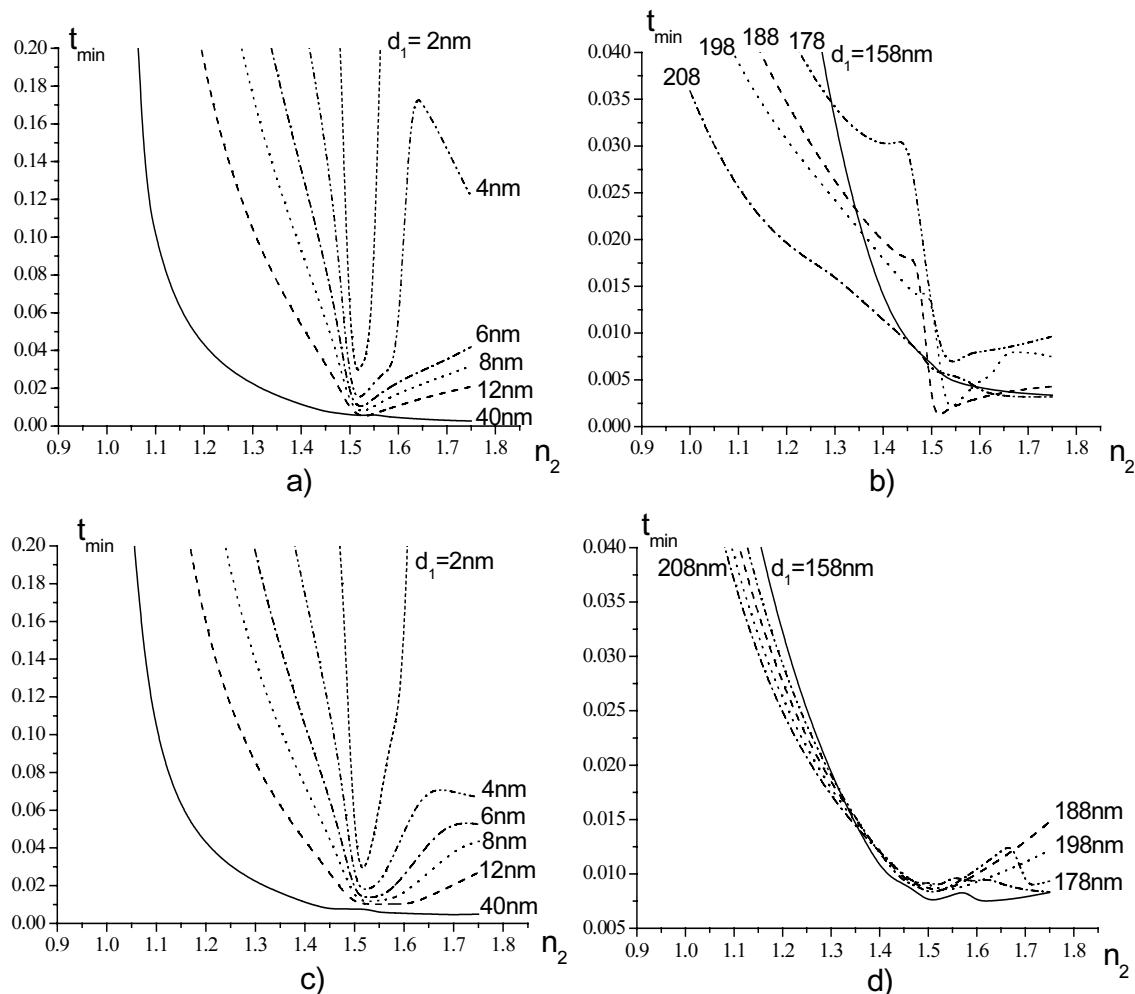 t_min
0.20
0.18
0.16
0.14
0.12
0.10
0.08
0.06
0.04
0.02
0.00
0.9 1.0 1.1 1.2 1.3 1.4 1.5 1.6 1.7 1.8
n_2
d_1=2nm
4nm
6nm
8nm
12nm
40nm
a)
t_min
0.040
0.035
0.030
0.025
0.020
0.015
0.010
0.005
0.000
0.9 1.0 1.1 1.2 1.3 1.4 1.5 1.6 1.7 1.8
n_2
208
198
188
178
d_1=158nm
b)
t_min
0.20
0.18
0.16
0.14
0.12
0.10
0.08
0.06
0.04
0.02
0.00
0.9 1.0 1.1 1.2 1.3 1.4 1.5 1.6 1.7 1.8
n_2
d_1=2nm
4nm
6nm
8nm
12nm
40nm
c)
t_min
0.040
0.035
0.030
0.025
0.020
0.015
0.010
0.005
0.9 1.0 1.1 1.2 1.3 1.4 1.5 1.6 1.7 1.8
n_2
208nm
d_1=158nm
188nm
198nm
178nm
d)